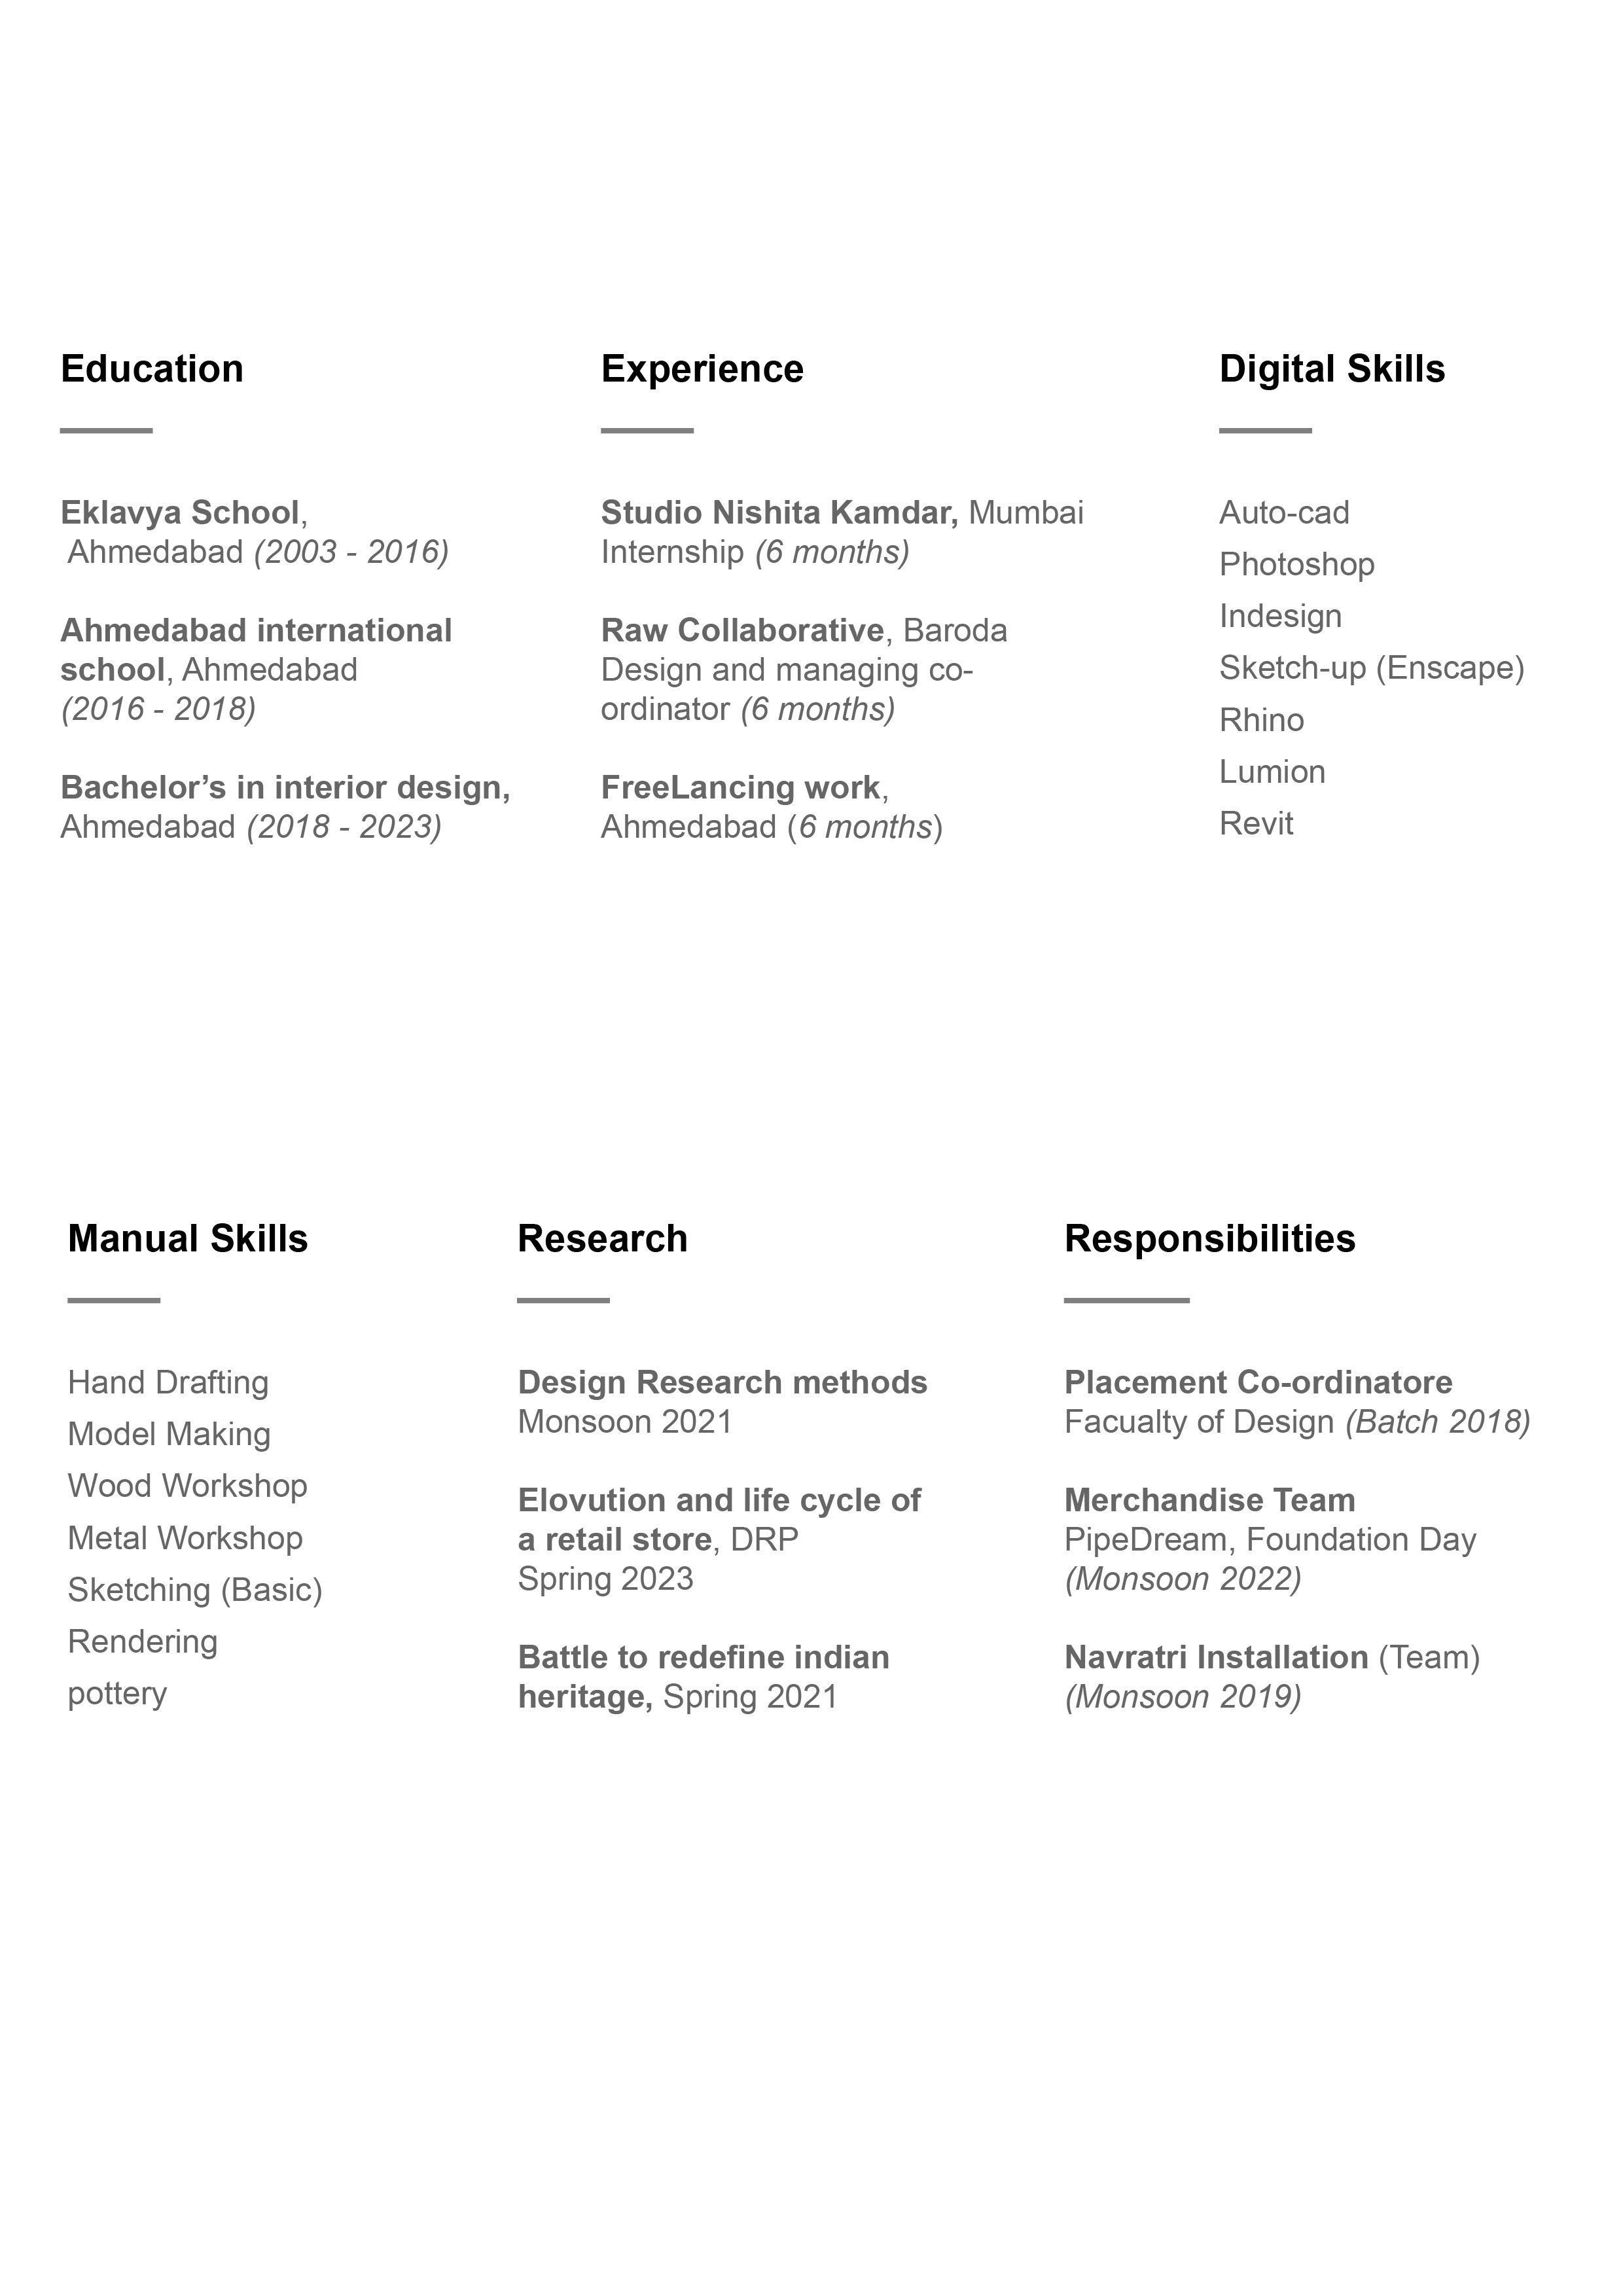 Education
Eklavya School,
Ahmedabad (2003 - 2016)
Ahmedabad international
school, Ahmedabad
(2016 - 2018)
Bachelor’s in interior design,
Ahmedabad (2018 - 2023)
Experience
Studio Nishita Kamdar, Mumbai
Internship (6 months)
Raw Collaborative, Baroda
Design and managing co-
ordinator (6 months)
FreeLancing work,
Ahmedabad (6 months)
Digital Skills
Auto-cad
Photoshop
Indesign
Sketch-up (Enscape)
Rhino
Lumion
Revit
Manual Skills
Hand Drafting
Model Making
Wood Workshop
Metal Workshop
Sketching (Basic)
Rendering
pottery
Research
Design Research methods
Monsoon 2021
Elovution and life cycle of
a retail store, DRP
Spring 2023
Battle to redefine indian
heritage, Spring 2021
Responsibilities
Placement Co-ordinatore
Facualty of Design (Batch 2018)
Merchandise Team
PipeDream, Foundation Day
(Monsoon 2022)
Navratri Installation (Team)
(Monsoon 2019)